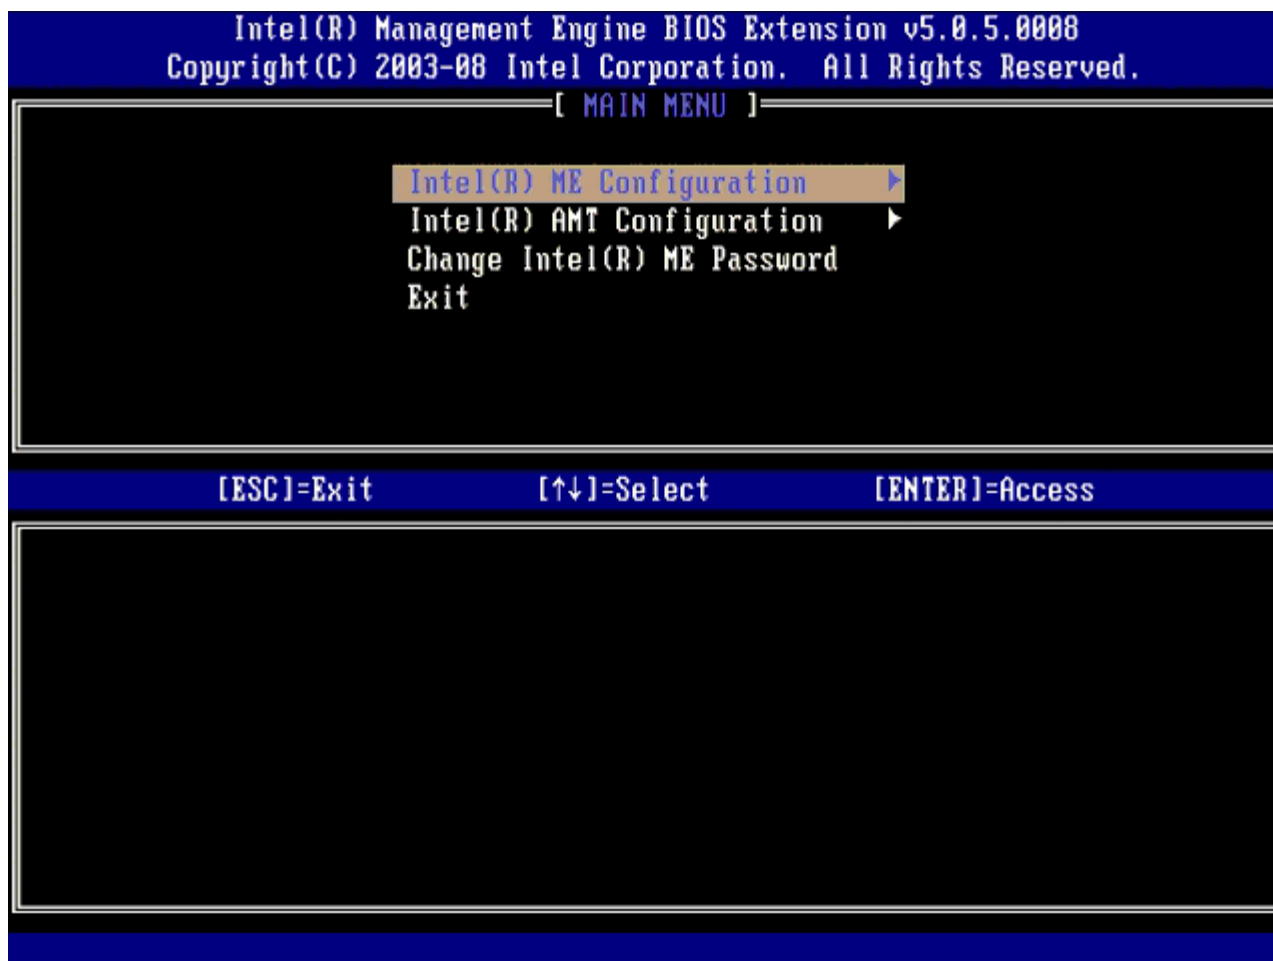 Intel(R) Management Engine BIOS Extension v5.0.5.0008
Copyright(C) 2003-08 Intel Corporation. All Rights Reserved.
[ MAIN MENU ]
Intel(R) ME Configuration ►
Intel(R) AMT Configuration ►
Change Intel(R) ME Password
Exit
[ESC]=Exit [↑↓]=Select [ENTER]=Access